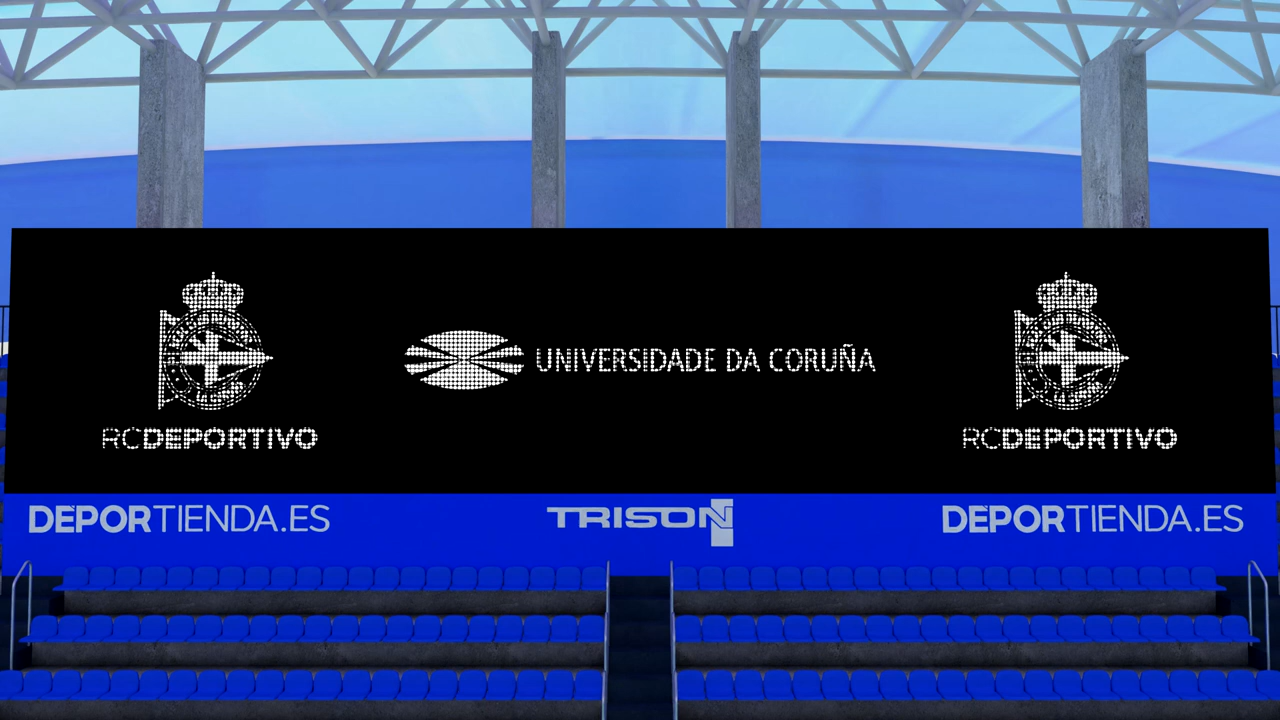 UNIVERSIDADE DA CORUÑA
RCDEPORTIVO
RCDEPORTIVO
DEPORTIENDA.ES
TRISON
DEPORTIENDA.ES